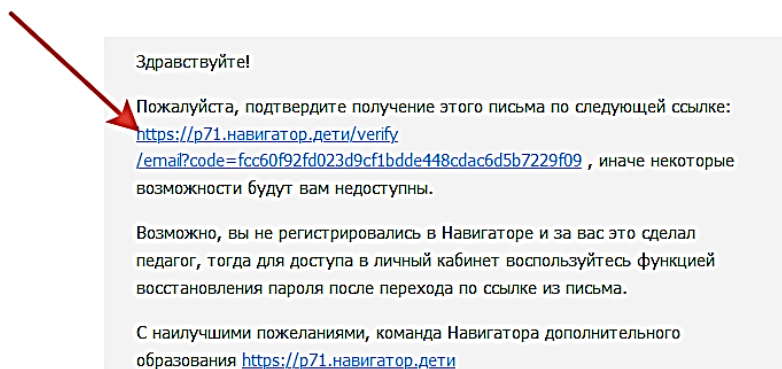 Здравствуйте!
Пожалуйста, подтвердите получение этого письма по следующей ссылке:
https://р71.навигатор.дети/verify
/email?code=fcc60f92fd023d9cf1bdde448cdac6d5b7229f09 , иначе некоторые
возможности будут вам недоступны.
Возможно, вы не регистрировались в Навигаторе и за вас это сделал
педагог, тогда для доступа в личный кабинет воспользуйтесь функцией
восстановления пароля после перехода по ссылке из письма.
С наилучшими пожеланиями, команда Навигатора дополнительного
образования https://р71.навигатор.дети